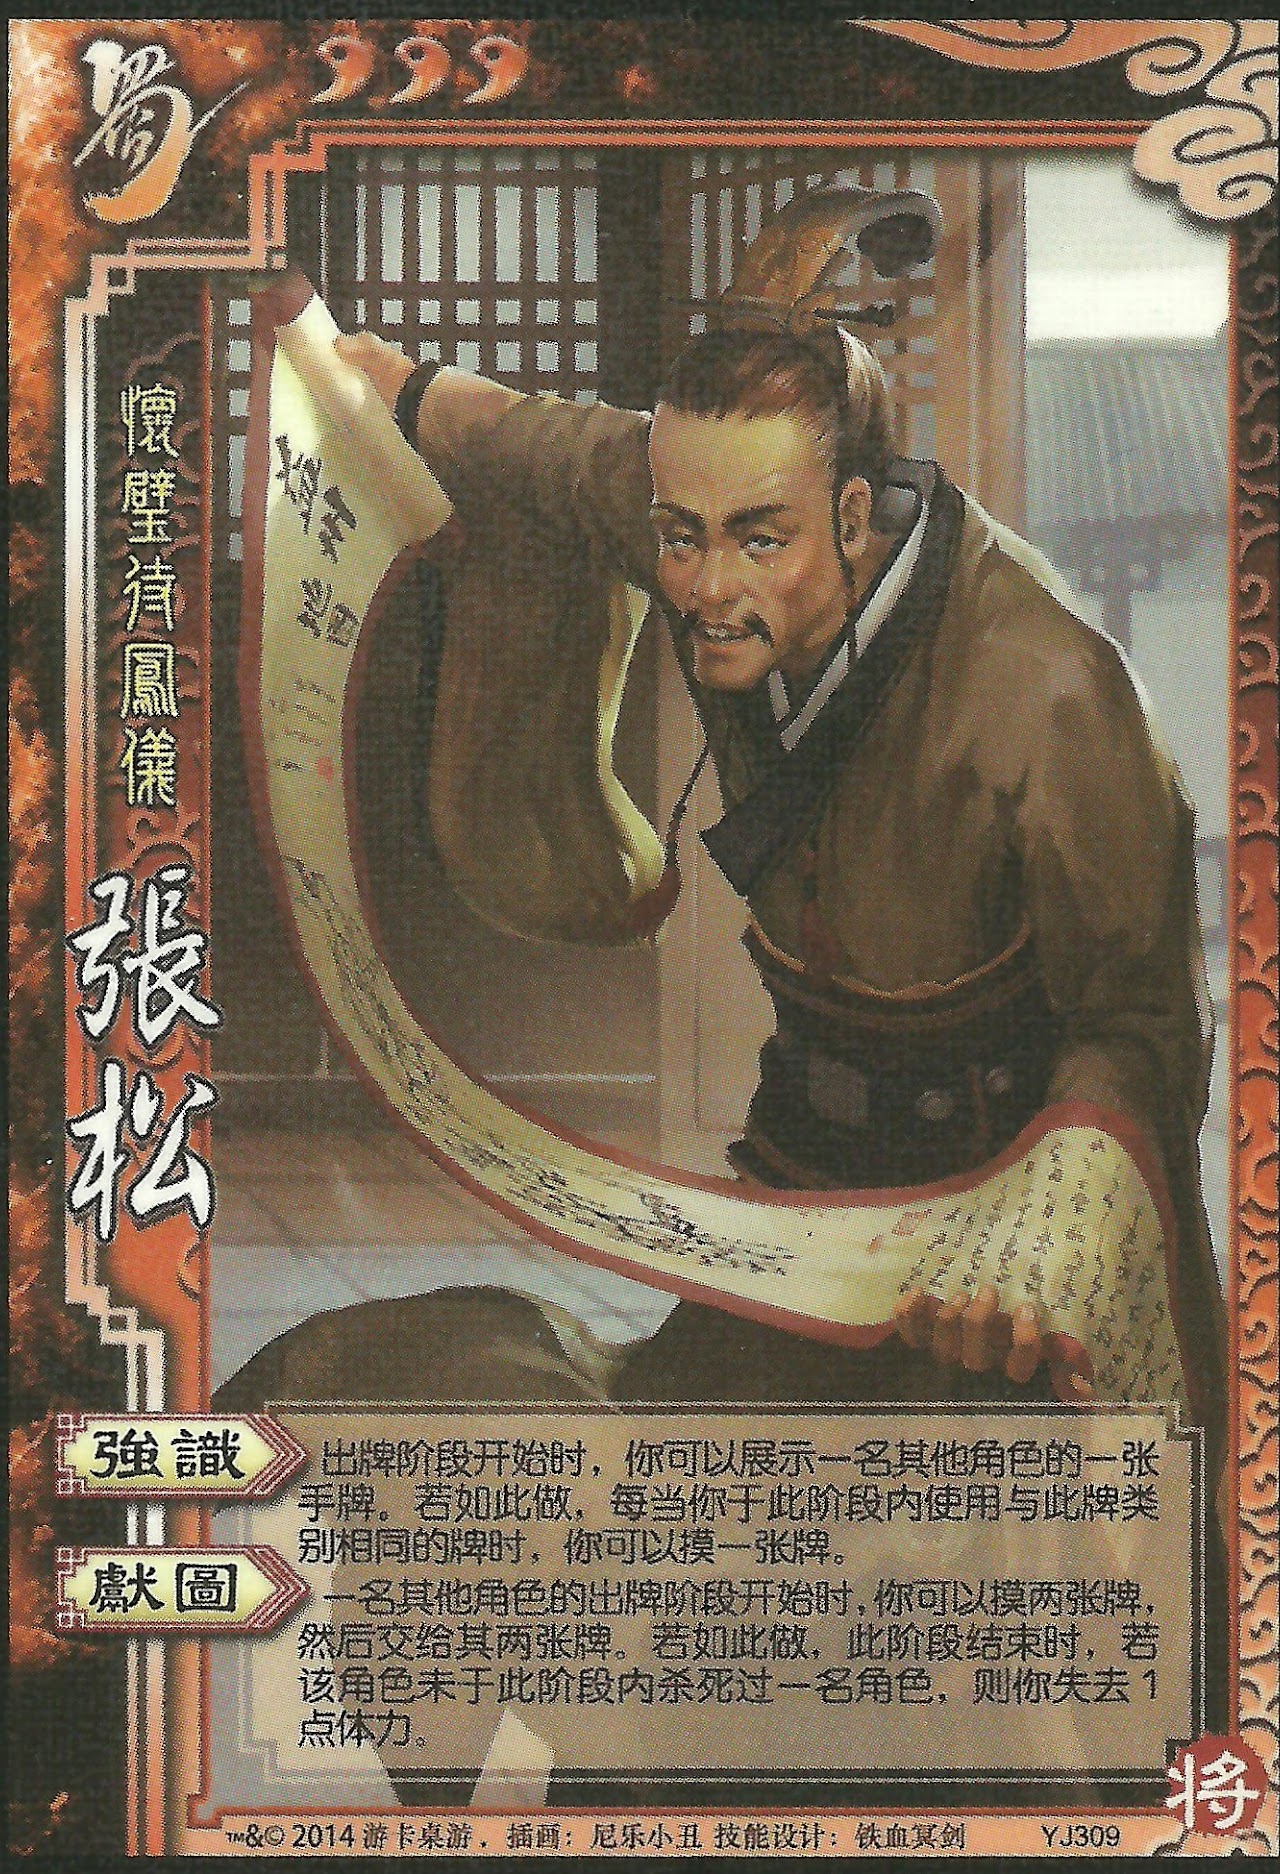 蜀
懷璧待鳳儀
張松
強識
出牌阶段开始时，你可以展示一名其他角色的一张
手牌。若如此做，每当你于此阶段内使用与此牌类
别相同的牌时，你可以摸一张牌。
獻圖
一名其他角色的出牌阶段开始时，你可以摸两张牌，
然后交给其两张牌。若如此做，此阶段结束时，若
该角色未于此阶段内杀死过一名角色，则你失去1
点体力。
将
™&© 2014 游卡桌游．插画：尼乐小丑 技能设计：铁血冥剑 YJ309